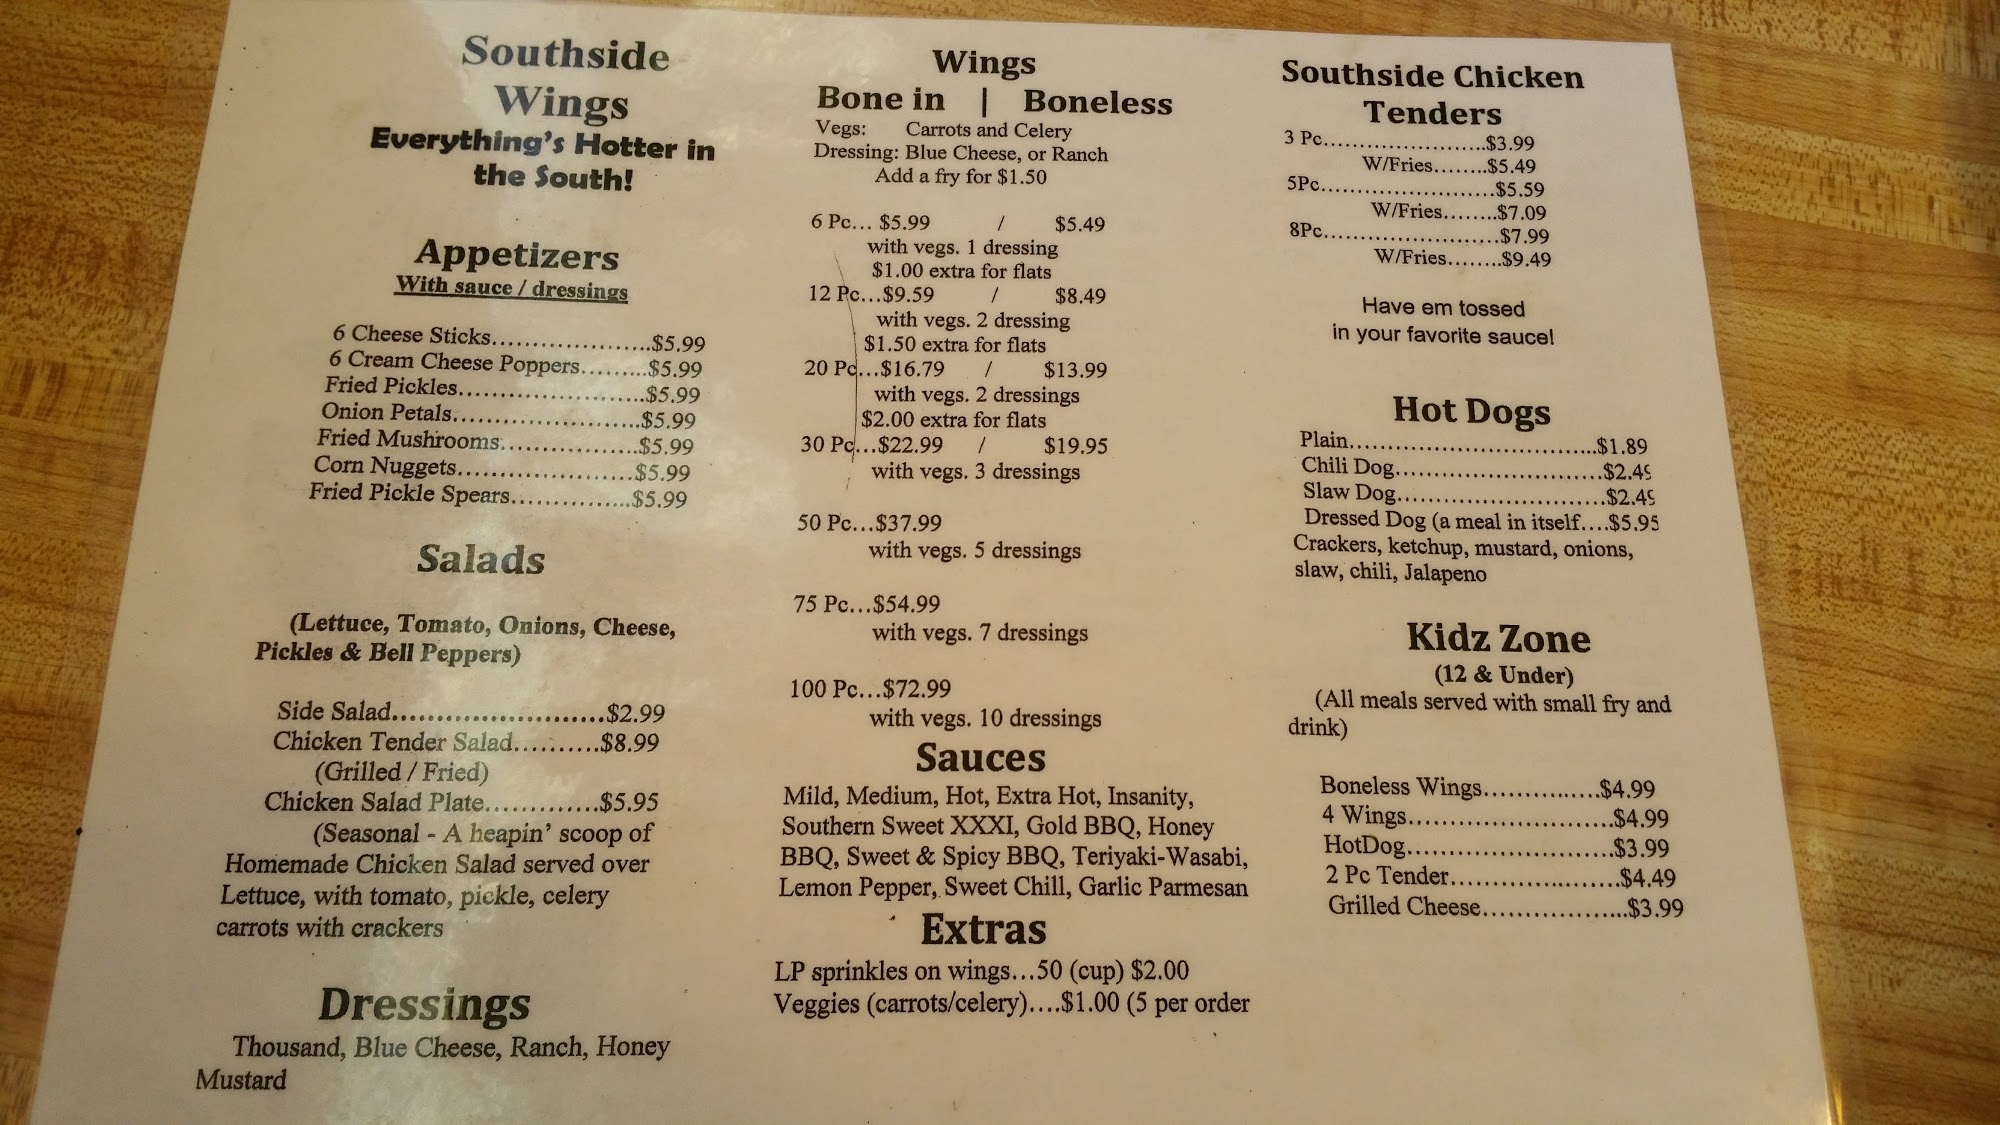 Southside
Wings
Everything's Hotter in
the South!
Appetizers
With sauce / dressings
6 Cheese Sticks....................$5.99
6 Cream Cheese Poppers.........$5.99
Fried Pickles.......................$5.99
Onion Petals.......................$5.99
Fried Mushrooms.................$5.99
Corn Nuggets......................$5.99
Fried Pickle Spears...............$5.99
Salads
(Lettuce, Tomato, Onions, Cheese,
Pickles & Bell Peppers)
Side Salad..........................$2.99
Chicken Tender Salad..........$8.99
(Grilled / Fried)
Chicken Salad Plate.............$5.95
(Seasonal - A heapin' scoop of
Homemade Chicken Salad served over
Lettuce, with tomato, pickle, celery
carrots with crackers
Dressings
Thousand, Blue Cheese, Ranch, Honey
Mustard
Wings
Bone in | Boneless
Vegs: Carrots and Celery
Dressing: Blue Cheese, or Ranch
Add a fry for $1.50
6 Pc... $5.99 / $5.49
with vegs. 1 dressing
$1.00 extra for flats
12 Pc...$9.59 / $8.49
with vegs. 2 dressing
$1.50 extra for flats
20 Pc...$16.79 / $13.99
with vegs. 2 dressings
$2.00 extra for flats
30 Pc...$22.99 / $19.95
with vegs. 3 dressings
50 Pc...$37.99
with vegs. 5 dressings
75 Pc...$54.99
with vegs. 7 dressings
100 Pc...$72.99
with vegs. 10 dressings
Sauces
Mild, Medium, Hot, Extra Hot, Insanity,
Southern Sweet XXXI, Gold BBQ, Honey
BBQ, Sweet & Spicy BBQ, Teriyaki-Wasabi,
Lemon Pepper, Sweet Chill, Garlic Parmesan
Extras
LP sprinkles on wings...50 (cup) $2.00
Veggies (carrots/celery)....$1.00 (5 per order
Southside Chicken
Tenders
3 Pc.......................$3.99
W/Fries........$5.49
5Pc........................$5.59
W/Fries........$7.09
8Pc.........................$7.99
W/Fries........$9.49
Have em tossed
in your favorite sauce!
Hot Dogs
Plain.................................$1.89
Chili Dog............................$2.49
Slaw Dog............................$2.49
Dressed Dog (a meal in itself....$5.95
Crackers, ketchup, mustard, onions,
slaw, chili, Jalapeno
Kidz Zone
(12 & Under)
(All meals served with small fry and
drink)
Boneless Wings..............$4.99
4 Wings.........................$4.99
HotDog.........................$3.99
2 Pc Tender.....................$4.49
Grilled Cheese..................$3.99